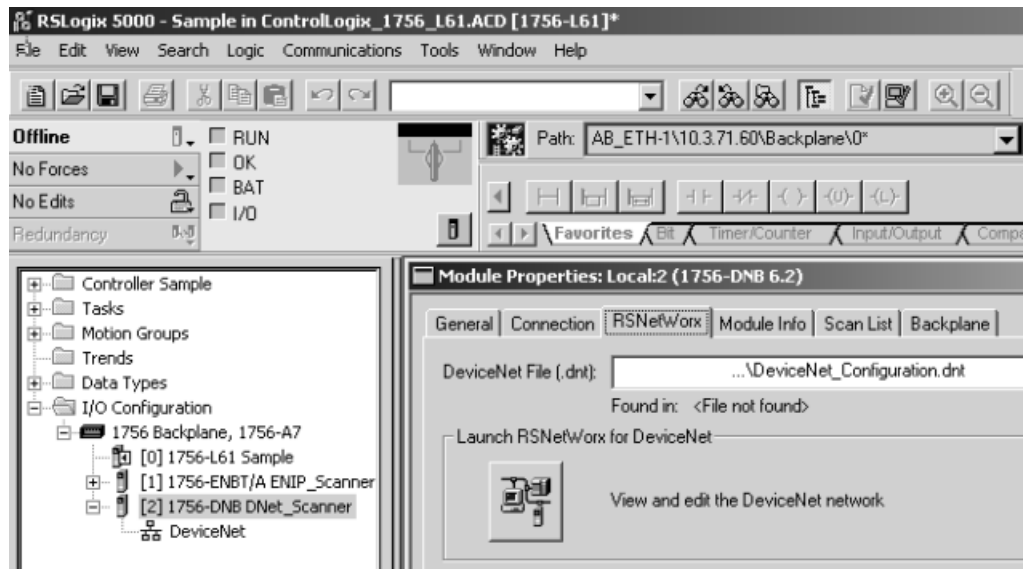 RSLogix 5000 - Sample in ControlLogix_1756_L61.ACD [1756-L61]*
File Edit View Search Logic Communications Tools Window Help
Offline
RUN
No Forces
OK
No Edits
BAT
Redundancy
I/O
Path: AB_ETH-1\10.3.71.60\Backplane\0*
Favorites Bit Timer/Counter Input/Output Compa
Controller Sample
Tasks
Motion Groups
Trends
Data Types
I/O Configuration
1756 Backplane, 1756-A7
[0] 1756-L61 Sample
[1] 1756-ENBT/A ENIP_Scanner
[2] 1756-DNB DNet_Scanner
DeviceNet
Module Properties: Local:2 (1756-DNB 6.2)
General Connection RSNetWorx Module Info Scan List Backplane
DeviceNet File (.dnt): ...\DeviceNet_Configuration.dnt
Found in: <File not found>
Launch RSNetWorx for DeviceNet
View and edit the DeviceNet network